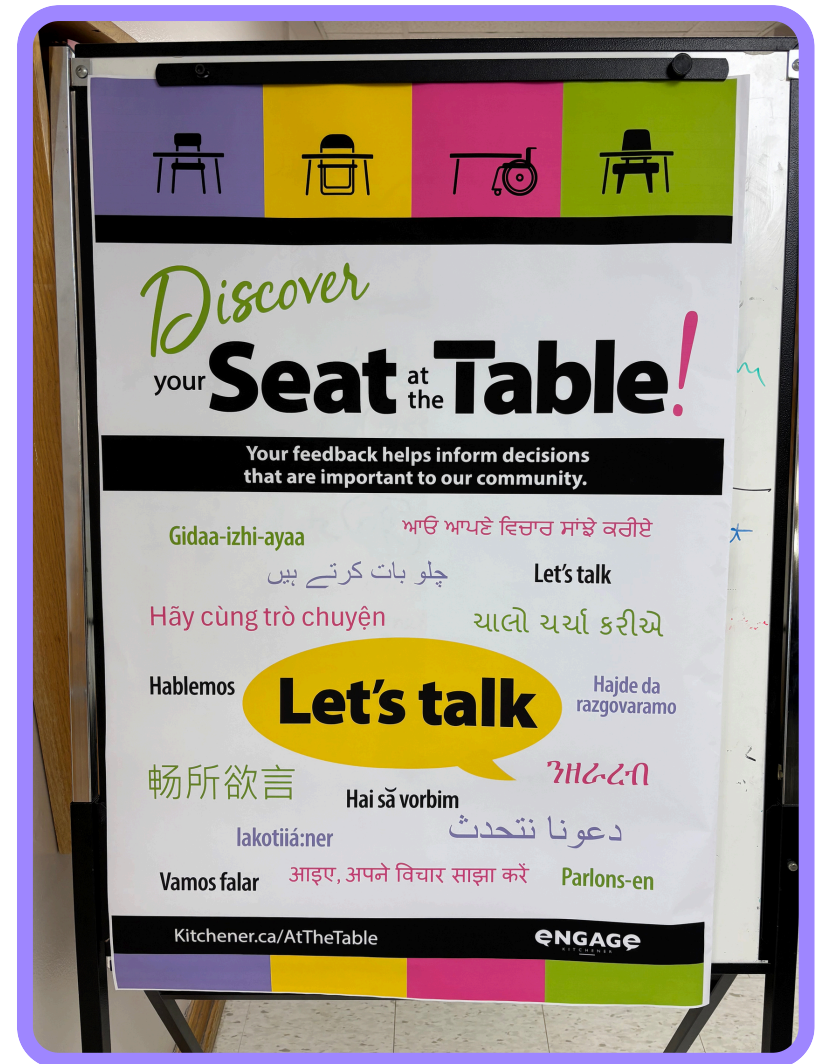 Discover
your Seat at the Table!
Your feedback helps inform decisions
that are important to our community.
Gidaa-izhi-ayaa
ਆਓ ਆਪਣੇ ਵਿਚਾਰ ਸਾਂਝੇ ਕਰੀਏ
چلو بات کرتے ہیں
Let's talk
Hãy cùng trò chuyện
ચાલો ચર્ચા કરીએ
Hablemos
Let's talk
Hajde da
razgovaramo
畅所欲言
Hai să vorbim
ንዘራረብ
Iakotiiá:ner
دعونا نتحدث
Vamos falar
आइए, अपने विचार साझा करें
Parlons-en
Kitchener.ca/AtTheTable
ENGAGE
KITCHENER